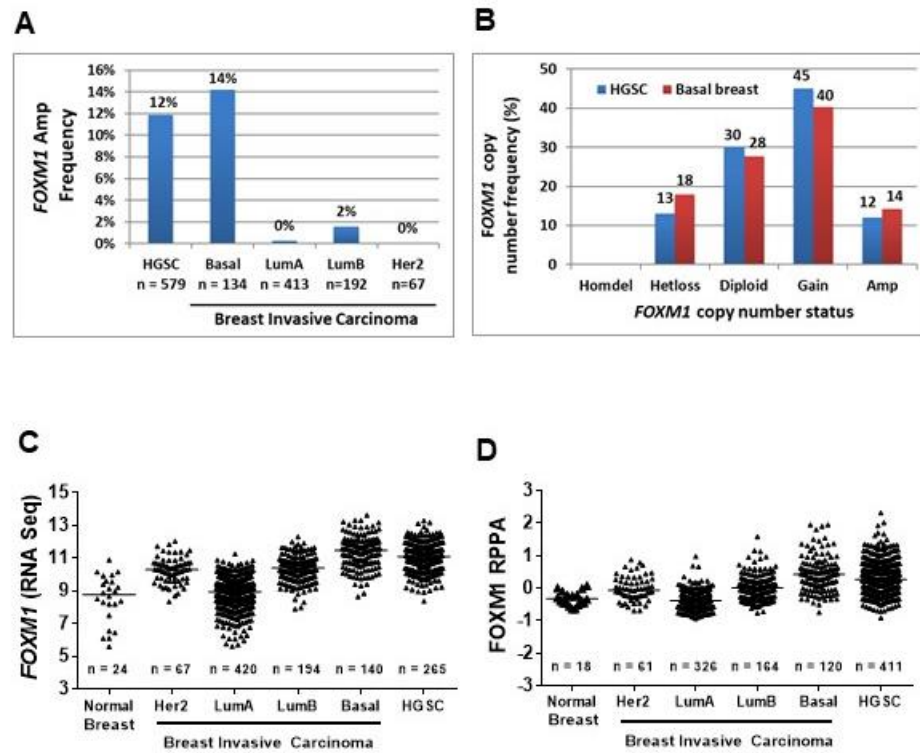 A
FOXM1 Amp
Frequency
16%
14%
12%
10%
8%
6%
4%
2%
0%
12%
14%
0%
2%
0%
HGSC Basal LumA LumB Her2
n = 579 n = 134 n = 413 n=192 n=67
Breast Invasive Carcinoma
B
FOXM1 copy
number frequency (%)
50
40
30
20
10
0
HGSC Basal breast
13 18 30 28 45 40 12 14
Homdel Hetloss Diploid Gain Amp
FOXM1 copy number status
C
FOXM1 (RNA Seq)
15
13
11
9
7
5
3
n = 24 n = 67 n = 420 n = 194 n = 140 n = 265
Normal Her2 LumA LumB Basal HGSC
Breast
Breast Invasive Carcinoma
D
FOXM1 RPPA
3
2
1
0
-1
-2
-3
n = 18 n = 61 n = 326 n = 164 n = 120 n = 411
Normal Her2 LumA LumB Basal HGSC
Breast
Breast Invasive Carcinoma